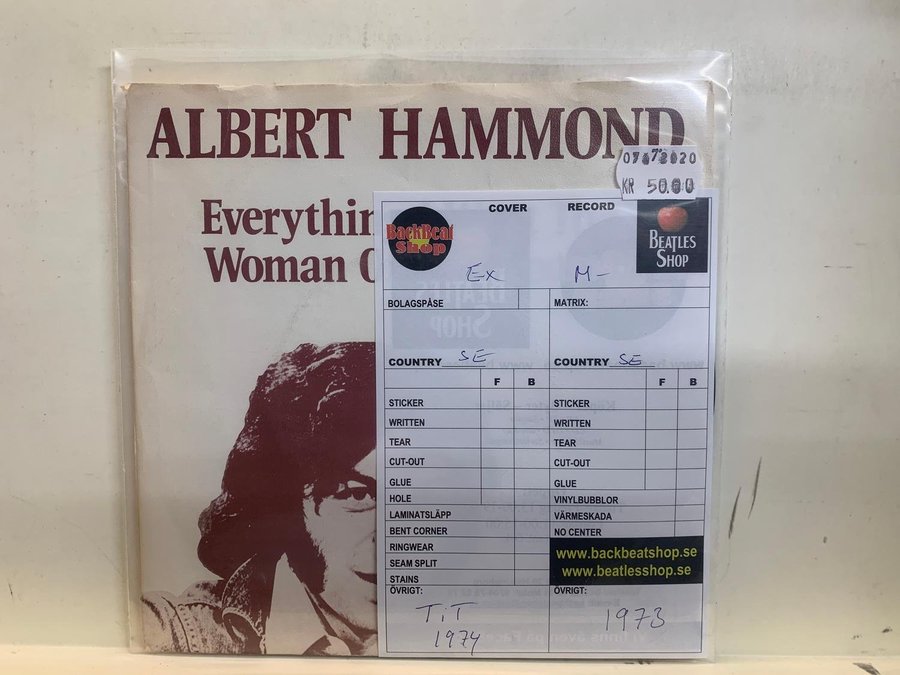 ALBERT HAMMOND
07 72020
KR 50.00
Everythin
Woman
COVER
RECORD
BackBeat
Shop
BEATLES
SHOP
Ex
M-
BOLAGSPÅSE
MATRIX:
COUNTRY SE
COUNTRY SE
F B
F B
STICKER
WRITTEN
TEAR
CUT-OUT
GLUE
HOLE
LAMINATSLÄPP
BENT CORNER
RINGWEAR
SEAM SPLIT
STAINS
ÖVRIGT:
TiT
1974
STICKER
WRITTEN
TEAR
CUT-OUT
GLUE
VINYLBUBBLOR
VÄRMESKADA
NO CENTER
www.backbeatshop.se
www.beatlesshop.se
ÖVRIGT:
1973